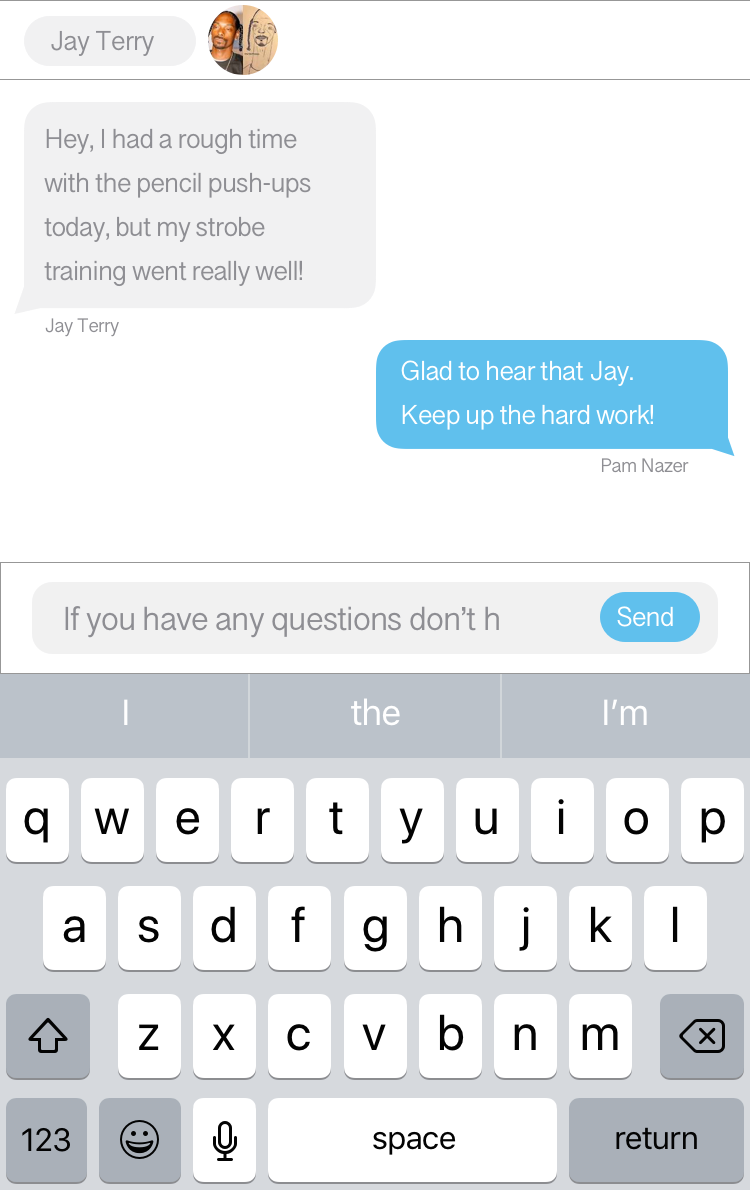 Jay Terry
Hey, I had a rough time
with the pencil push-ups
today, but my strobe
training went really well!
Jay Terry
Glad to hear that Jay.
Keep up the hard work!
Pam Nazer
If you have any questions don’t h
Send
I the I’m
q w e r t y u i o p
a s d f g h j k l
z x c v b n m
123 space return